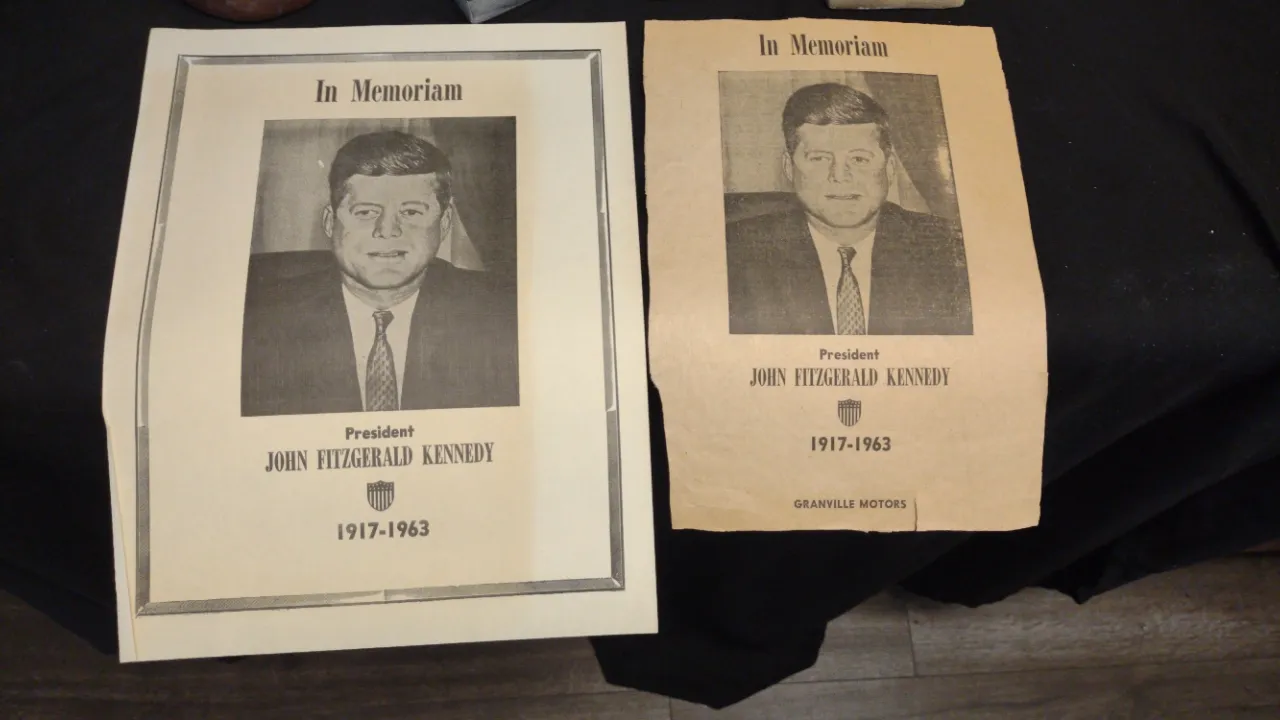 In Memoriam
President
JOHN FITZGERALD KENNEDY
1917-1963
In Memoriam
President
JOHN FITZGERALD KENNEDY
1917-1963
GRANVILLE MOTORS